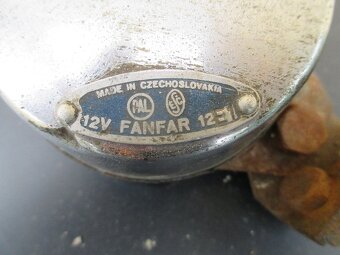 MADE IN CZECHOSLOVAKIA
PAL
12V FANFAR 12